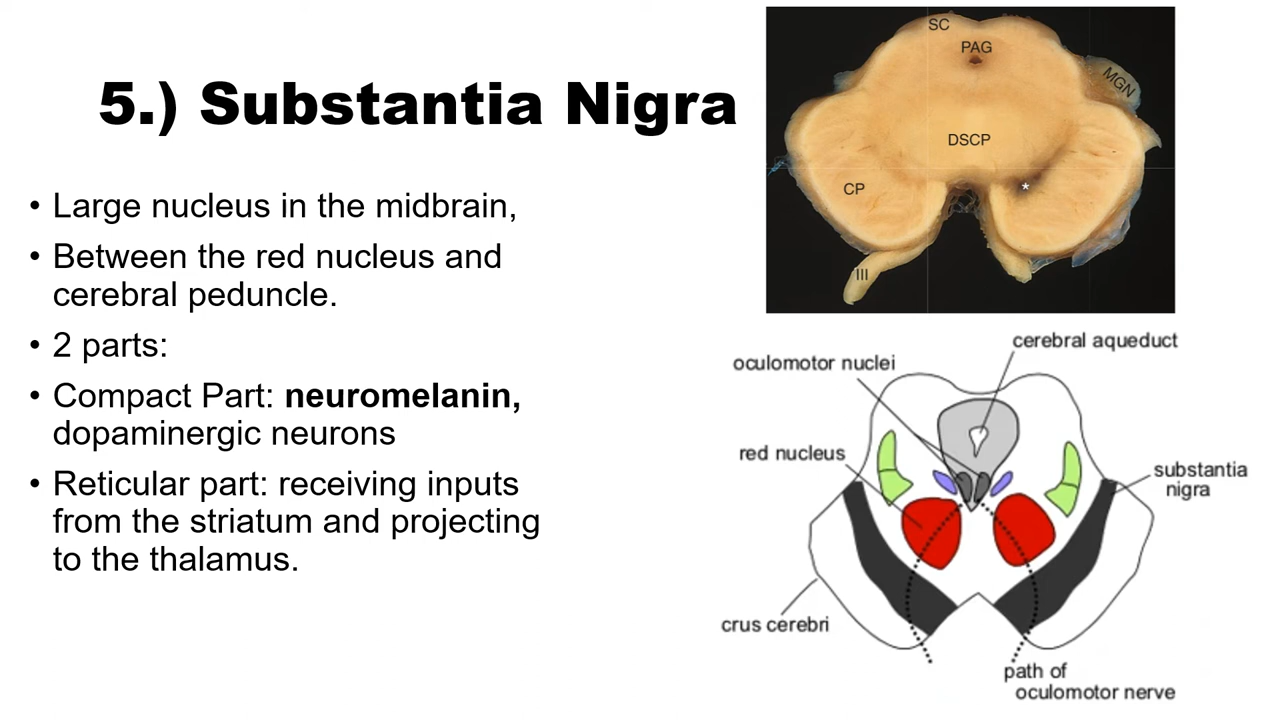 5.) Substantia Nigra
• Large nucleus in the midbrain,
• Between the red nucleus and
cerebral peduncle.
• 2 parts:
• Compact Part: neuromelanin,
dopaminergic neurons
• Reticular part: receiving inputs
from the striatum and projecting
to the thalamus.
SC
PAG
MGN
DSCP
CP
*
III
cerebral aqueduct
oculomotor nuclei
red nucleus
substantia
nigra
crus cerebri
path of
oculomotor nerve